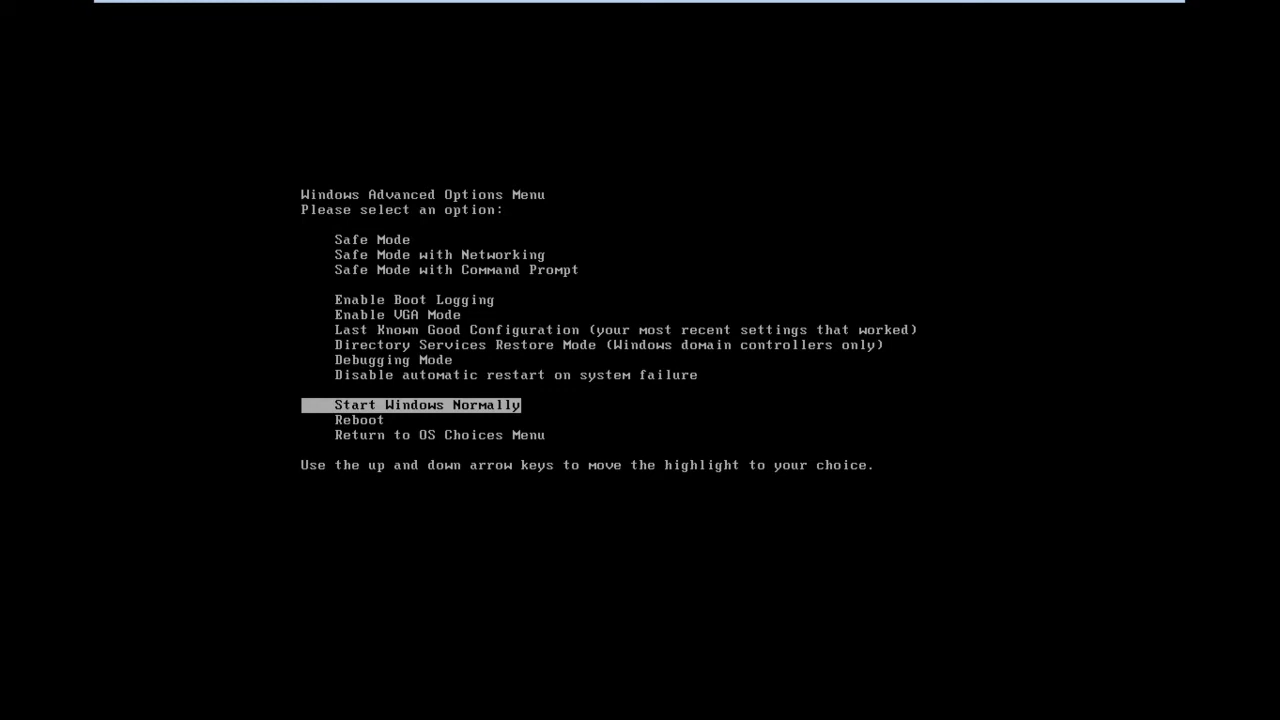 Windows Advanced Options Menu
Please select an option:
Safe Mode
Safe Mode with Networking
Safe Mode with Command Prompt
Enable Boot Logging
Enable VGA Mode
Last Known Good Configuration (your most recent settings that worked)
Directory Services Restore Mode (Windows domain controllers only)
Debugging Mode
Disable automatic restart on system failure
Start Windows Normally
Reboot
Return to OS Choices Menu
Use the up and down arrow keys to move the highlight to your choice.